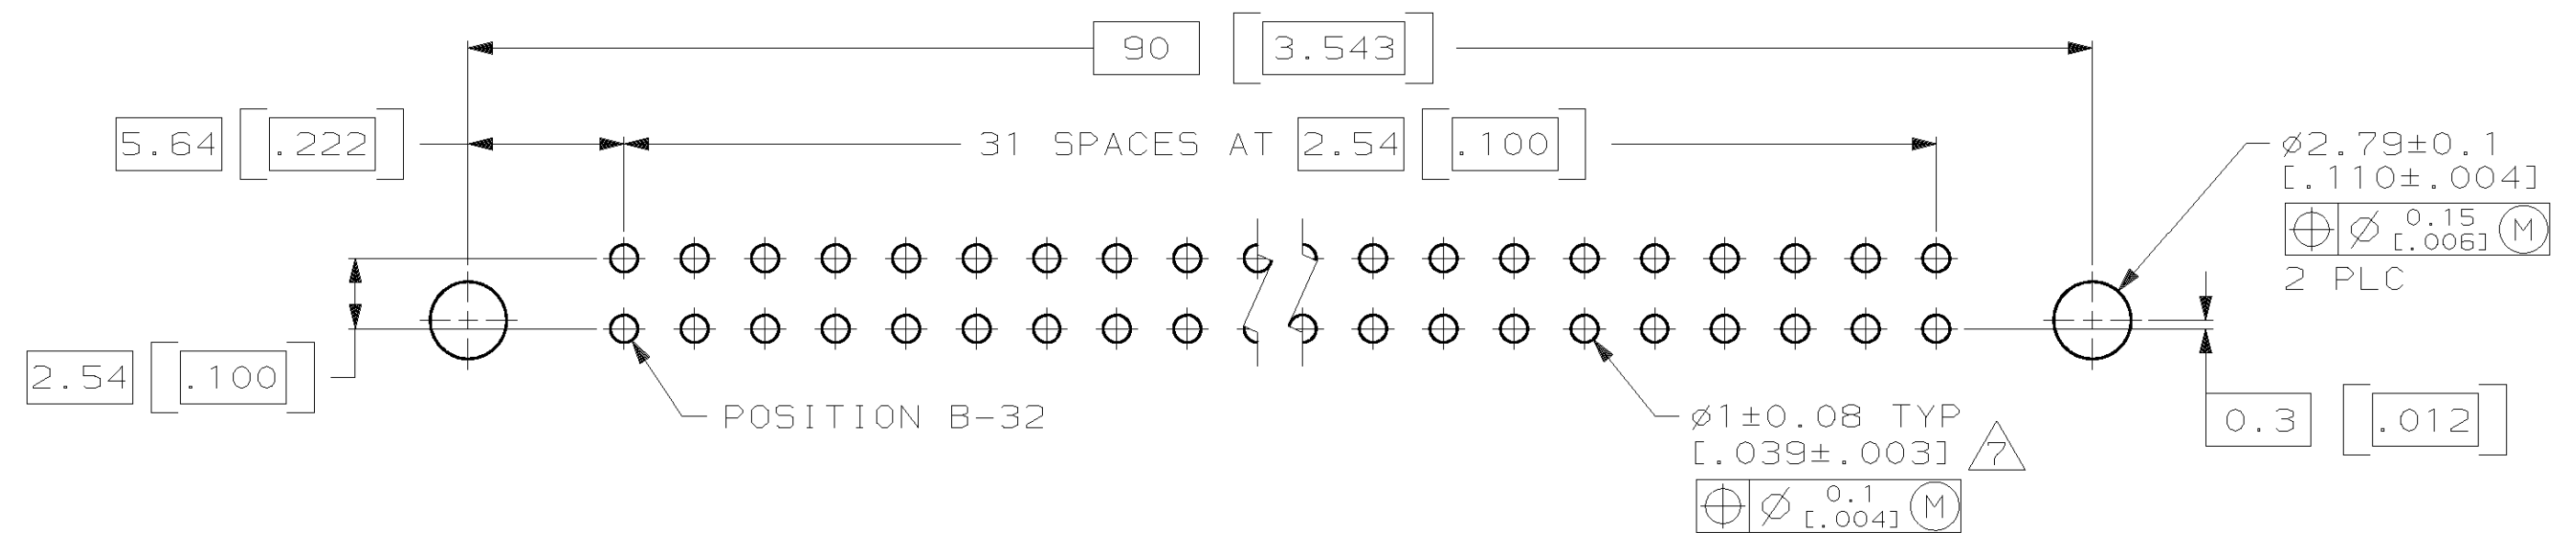 90 [3.543]
5.64 [.222]
31 SPACES AT 2.54 [.100]
⌀2.79±0.1
[.110±.004]
⌖ ⌀ 0.15 [.006] Ⓜ
2 PLC
2.54 [.100]
POSITION B-32
⌀1±0.08 TYP
[.039±.003] 7
⌖ ⌀ 0.1 [.004] Ⓜ
0.3 [.012]